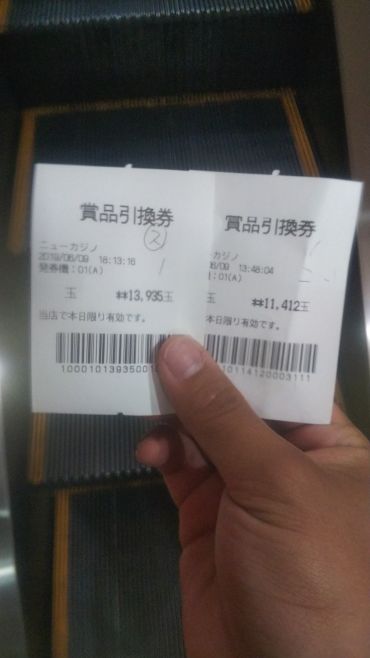 賞品引換券
ニューカジノ
2019/06/09 18:13:16
発券機:01(A)
玉 **13,935玉
当店で本日限り有効です。
賞品引換券
カジノ
/09 13:48:04
:01(A)
玉 **11,412玉
本日限り有効です。